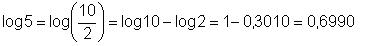 log5 = log(10/2) = log10 − log2 = 1− 0,3010 = 0,6990